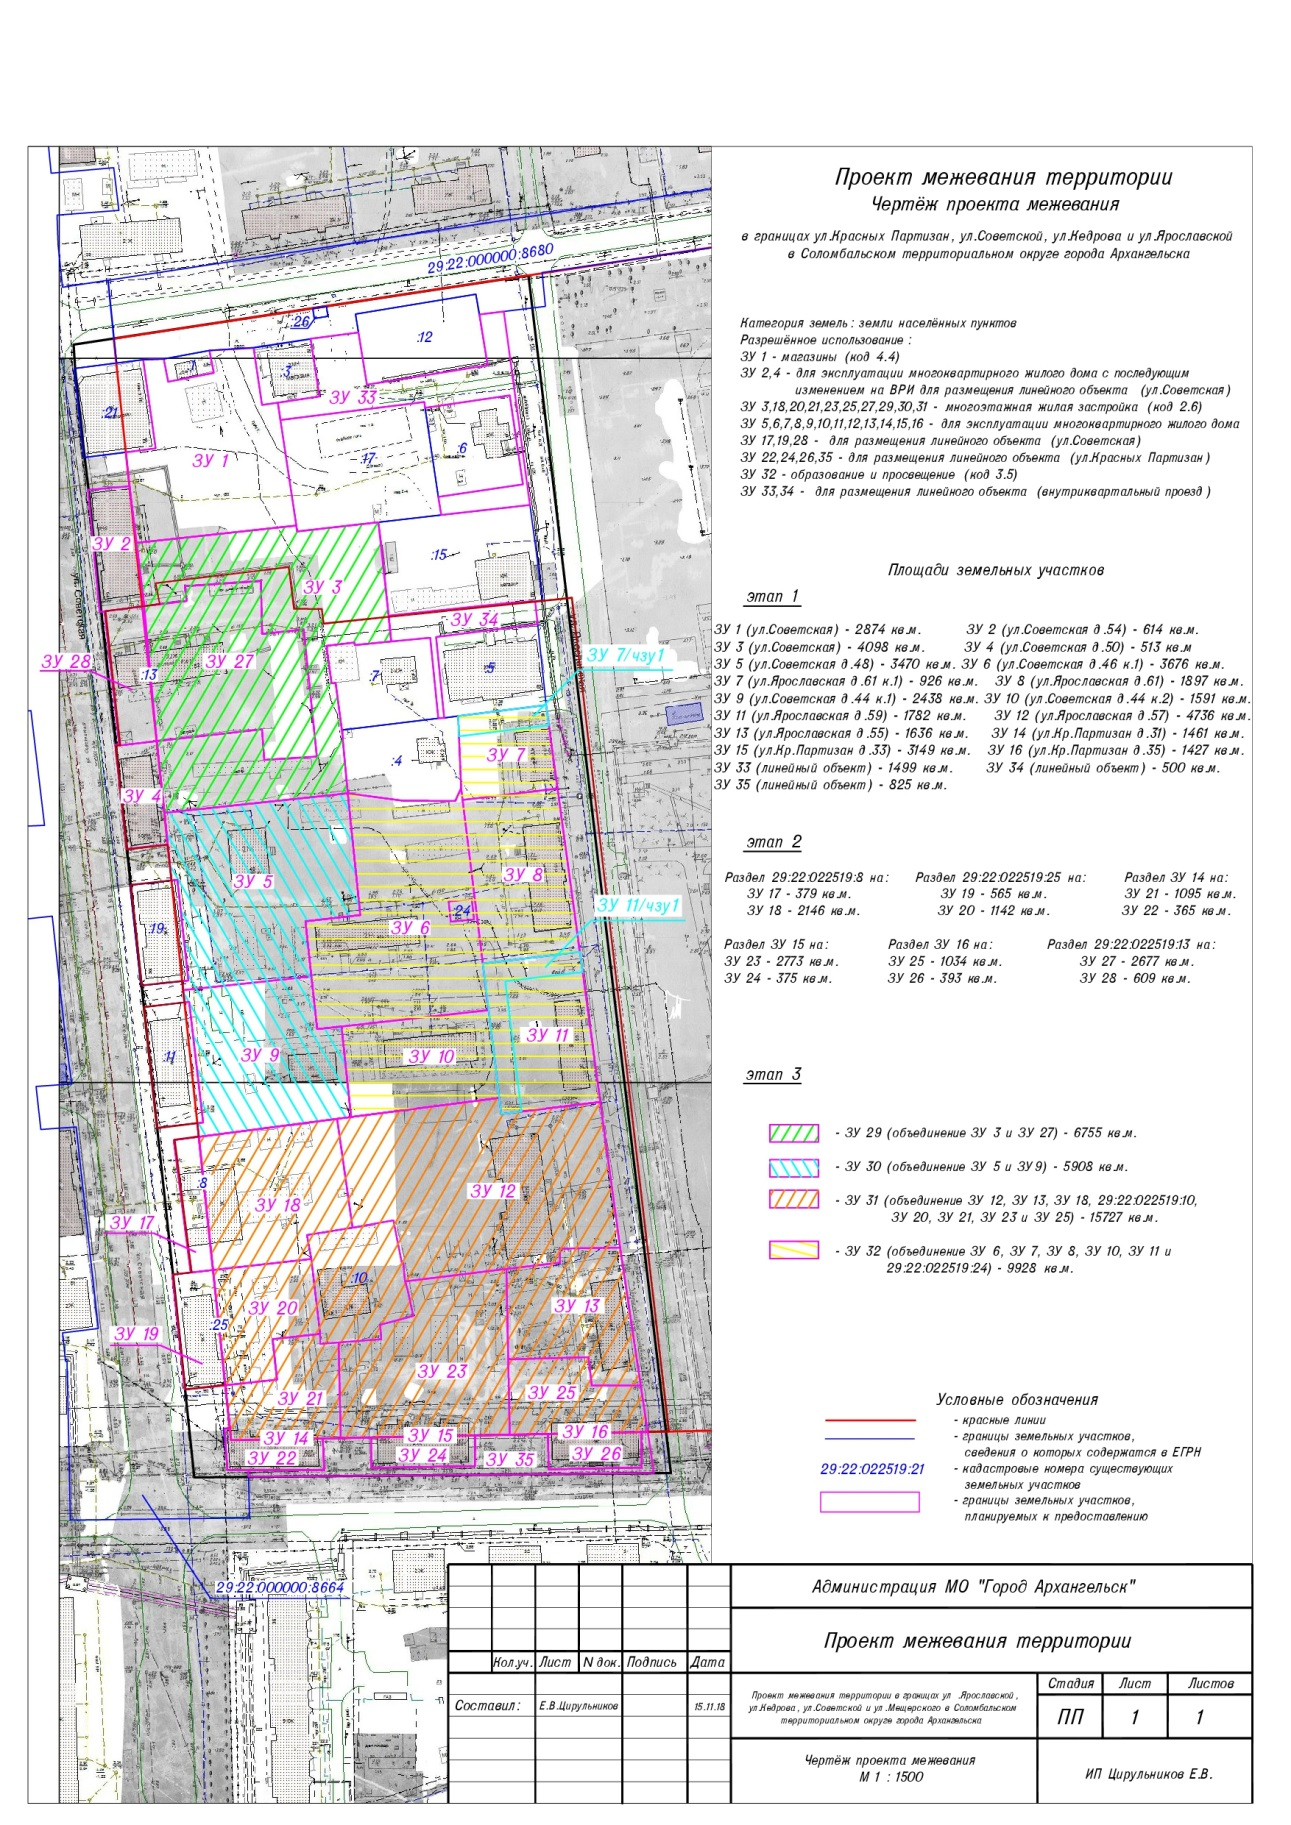 Проект межевания территории
Чертёж проекта межевания
в границах ул.Красных Партизан, ул.Советской, ул.Кедрова и ул.Ярославской
в Соломбальском территориальном округе города Архангельска
Категория земель: земли населённых пунктов
Разрешённое использование :
ЗУ 1 - магазины (код 4.4)
ЗУ 2,4 - для эксплуатации многоквартирного жилого дома с последующим
изменением на ВРИ для размещения линейного объекта (ул.Советская)
ЗУ 3,18,20,21,23,25,27,29,30,31 - многоэтажная жилая застройка (код 2.6)
ЗУ 5,6,7,8,9,10,11,12,13,14,15,16 - для эксплуатации многоквартирного жилого дома
ЗУ 17,19,28 - для размещения линейного объекта (ул.Советская)
ЗУ 22,24,26,35 - для размещения линейного объекта (ул.Красных Партизан)
ЗУ 32 - образование и просвещение (код 3.5)
ЗУ 33,34 - для размещения линейного объекта (внутриквартальный проезд)
Площади земельных участков
этап 1
ЗУ 1 (ул.Советская) - 2874 кв.м. ЗУ 2 (ул.Советская д.54) - 614 кв.м.
ЗУ 3 (ул.Советская) - 4098 кв.м. ЗУ 4 (ул.Советская д.50) - 513 кв.м
ЗУ 5 (ул.Советская д.48) - 3470 кв.м. ЗУ 6 (ул.Советская д.46 к.1) - 3676 кв.м.
ЗУ 7 (ул.Ярославская д.61 к.1) - 926 кв.м. ЗУ 8 (ул.Ярославская д.61) - 1897 кв.м.
ЗУ 9 (ул.Советская д.44 к.1) - 2438 кв.м. ЗУ 10 (ул.Советская д.44 к.2) - 1591 кв.м.
ЗУ 11 (ул.Ярославская д.59) - 1782 кв.м. ЗУ 12 (ул.Ярославская д.57) - 4736 кв.м.
ЗУ 13 (ул.Ярославская д.55) - 1636 кв.м. ЗУ 14 (ул.Кр.Партизан д.31) - 1461 кв.м.
ЗУ 15 (ул.Кр.Партизан д.33) - 3149 кв.м. ЗУ 16 (ул.Кр.Партизан д.35) - 1427 кв.м.
ЗУ 33 (линейный объект) - 1499 кв.м. ЗУ 34 (линейный объект) - 500 кв.м.
ЗУ 35 (линейный объект) - 825 кв.м.
этап 2
Раздел 29:22:022519:8 на: Раздел 29:22:022519:25 на: Раздел ЗУ 14 на:
ЗУ 17 - 379 кв.м. ЗУ 19 - 565 кв.м. ЗУ 21 - 1095 кв.м.
ЗУ 18 - 2146 кв.м. ЗУ 20 - 1142 кв.м. ЗУ 22 - 365 кв.м.
Раздел ЗУ 15 на: Раздел ЗУ 16 на: Раздел 29:22:022519:13 на:
ЗУ 23 - 2773 кв.м. ЗУ 25 - 1034 кв.м. ЗУ 27 - 2677 кв.м.
ЗУ 24 - 375 кв.м. ЗУ 26 - 393 кв.м. ЗУ 28 - 609 кв.м.
этап 3
- ЗУ 29 (объединение ЗУ 3 и ЗУ 27) - 6755 кв.м.
- ЗУ 30 (объединение ЗУ 5 и ЗУ9) - 5908 кв.м.
- ЗУ 31 (объединение ЗУ 12, ЗУ 13, ЗУ 18, 29:22:022519:10,
ЗУ 20, ЗУ 21, ЗУ 23 и ЗУ 25) - 15727 кв.м.
- ЗУ 32 (объединение ЗУ 6, ЗУ 7, ЗУ 8, ЗУ 10, ЗУ 11 и
29:22:022519:24) - 9928 кв.м.
Условные обозначения
- красные линии
- границы земельных участков,
сведения о которых содержатся в ЕГРН
29:22:022519:21 - кадастровые номера существующих
земельных участков
- границы земельных участков,
планируемых к предоставлению
29:22:000000:8680
:26
:12
:1
:3
ЗУ 33
:21
ЗУ 1
:17
:6
ЗУ 2
:15
ЗУ 3
ул. Советская
ЗУ 34
ЗУ 28
:13
ЗУ 27
:7
:5
ЗУ 7/чзу1
ЗУ 7
:4
ЗУ 4
ЗУ 5
ЗУ 8
ЗУ 11/чзу1
:24
:19
ЗУ 6
ЗУ 11
:11
ЗУ 9
ЗУ 10
:8
ЗУ 18
ЗУ 12
ЗУ 17
:10
ЗУ 20
ЗУ 13
:25
ЗУ 19
ЗУ 23
ЗУ 21
ЗУ 25
ЗУ 14
ЗУ 15
ЗУ 16
ЗУ 22
ЗУ 24
ЗУ 35
ЗУ 26
29:22:000000:8664
Администрация МО "Город Архангельск"
Проект межевания территории
Кол.уч. Лист N док. Подпись Дата
Составил: Е.В.Цирульников 15.11.18
Проект межевания территории в границах ул .Ярославской,
ул.Кедрова, ул.Советской и ул.Мещерского в Соломбальском
территориальном округе города Архангельска
Стадия Лист Листов
ПП 1 1
Чертёж проекта межевания
М 1 : 1500
ИП Цирульников Е.В.